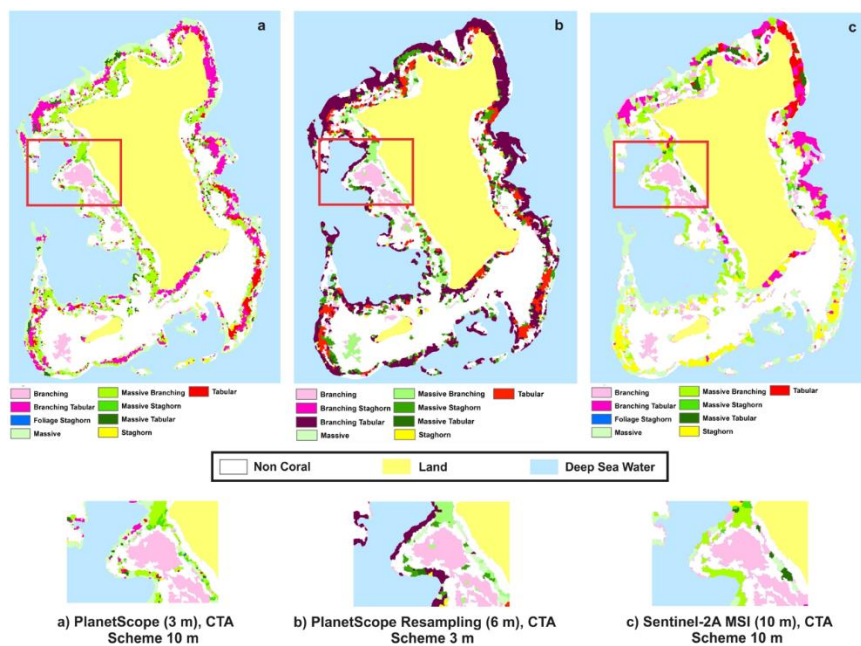 a
b
c
Branching
Branching Tabular
Foliage Staghorn
Massive
Massive Branching
Massive Staghorn
Massive Tabular
Staghorn
Tabular
Branching
Branching Staghorn
Branching Tabular
Massive
Massive Branching
Massive Staghorn
Massive Tabular
Staghorn
Tabular
Branching
Branching Tabular
Foliage Staghorn
Massive
Massive Branching
Massive Staghorn
Massive Tabular
Staghorn
Tabular
Non Coral
Land
Deep Sea Water
a) PlanetScope (3 m), CTA
Scheme 10 m
b) PlanetScope Resampling (6 m), CTA
Scheme 3 m
c) Sentinel-2A MSI (10 m), CTA
Scheme 10 m